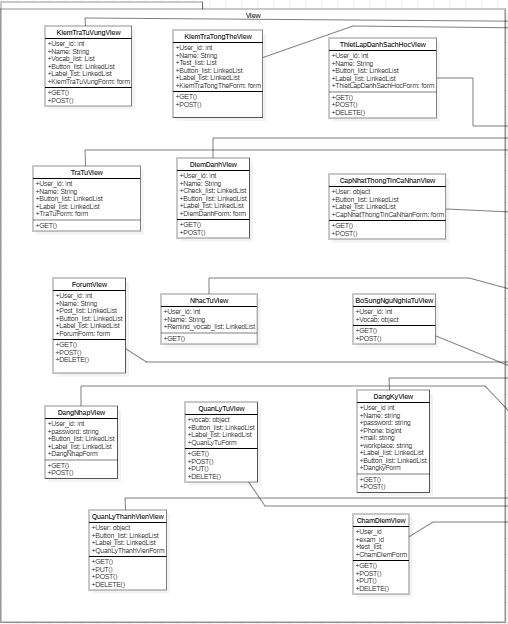 View
KiemTraTuVungView
+User_id: int
+Name: String
+Vocab_list: List
+Button_list: LinkedList
+Label_list: LinkedList
+KiemTraTuVungForm: form
+GET()
+POST()
KiemTraTongTheView
+User_id: int
+Name: String
+Test_list: List
+Button_list: LinkedList
+Label_list: LinkedList
+KiemTraTongTheForm: form
+GET()
+POST()
ThietLapDanhSachHocView
+User_id: int
+Name: String
+Button_list: LinkedList
+Label_list: LinkedList
+ThietLapDanhSachHocForm: form
+GET()
+POST()
+DELETE()
TraTuView
+User_id: int
+Name: String
+Button_list: LinkedList
+Label_list: LinkedList
+TraTuForm: form
+GET()
DiemDanhView
+User_id: int
+Name: String
+Check_list: LinkedList
+Button_list: LinkedList
+Label_list: LinkedList
+DiemDanhForm: form
+GET()
+POST()
CapNhatThongTinCaNhanView
+User: object
+Button_list: LinkedList
+Label_list: LinkedList
+CapNhatThongTinCaNhanForm: form
+GET()
+POST()
ForumView
+User_id: int
+Name: String
+Post_list: LinkedList
+Button_list: LinkedList
+Label_list: LinkedList
+ForumForm: form
+GET()
+POST()
+DELETE()
NhacTuView
+User_id: int
+Name: String
+Remind_vocab_list: LinkedList
+GET()
BoSungNguNghiaTuView
+User_id: int
+Vocab: object
+GET()
+POST()
DangNhapView
+User_id: int
+password: string
+Button_list: LinkedList
+Label_list: LinkedList
+DangNhapForm
+GET()
+POST()
QuanLyTuView
+vocab: object
+Button_list: LinkedList
+Label_list: LinkedList
+QuanLyForm
+GET()
+POST()
+PUT()
+DELETE()
DangKyView
+User_id int
+Name: string
+password: string
+Phone: bigint
+mail: string
+workplace: string
+Label_list: LinkedList
+Button_list: LinkedList
+DangkyForm
+GET()
+POST()
QuanLyThanhVienView
+User: object
+Button_list: LinkedList
+Label_list: LinkedList
+QuanLyThanhVienForm
+GET()
+PUT()
+POST()
+DELETE()
ChamDiemView
+User_id
+exam_id
+test_list
+ChamDiemForm
+GET()
+POST()
+PUT()
+DELETE()